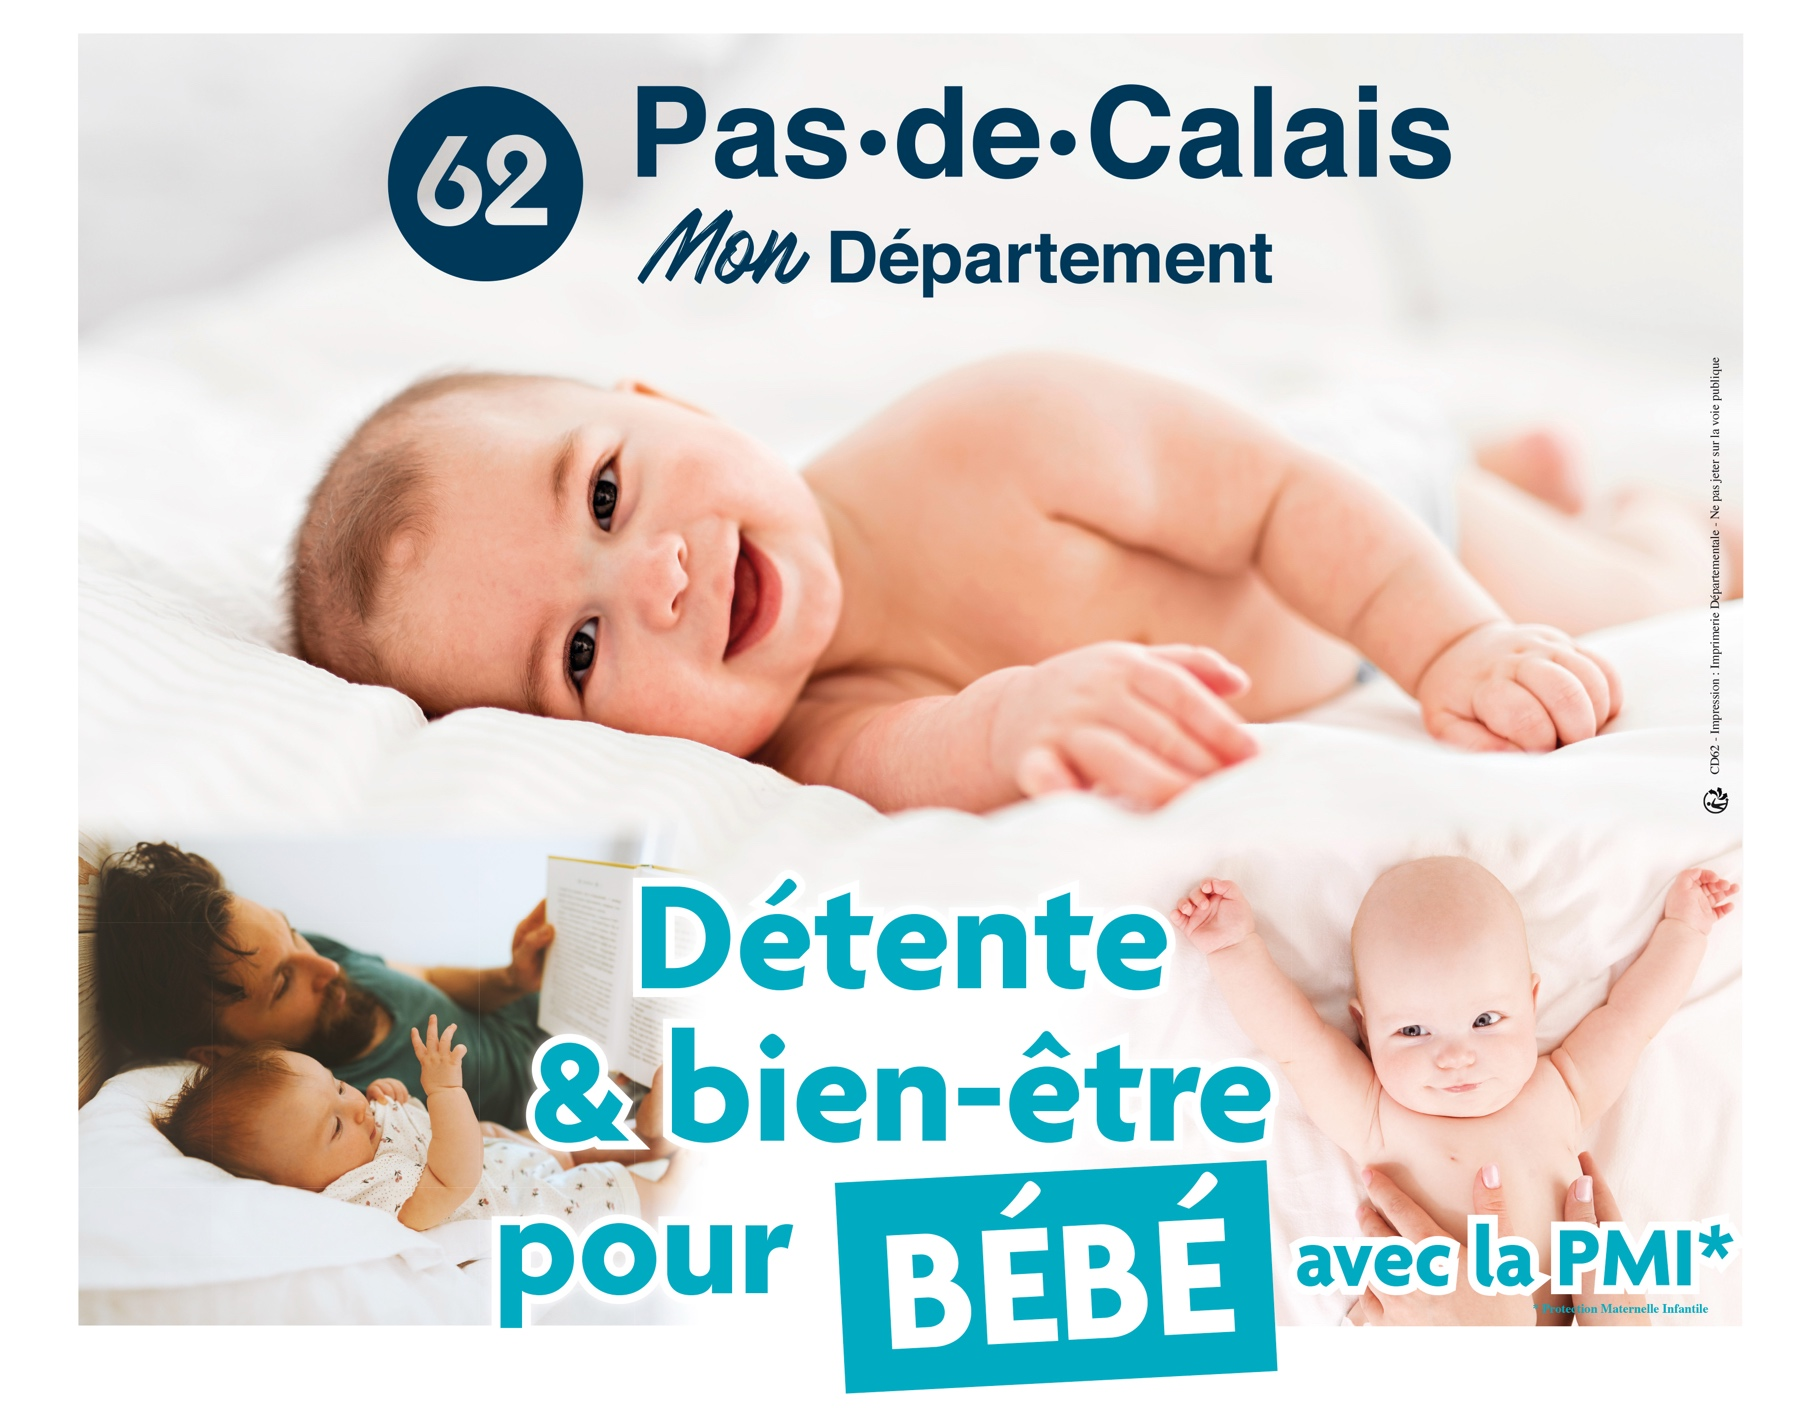 62
Pas·de·Calais
Mon Département
CD62 - Impression : Imprimerie Départementale - Ne pas jeter sur la voie publique
Détente
& bien-être
pour BÉBÉ avec la PMI*
* Protection Maternelle Infantile